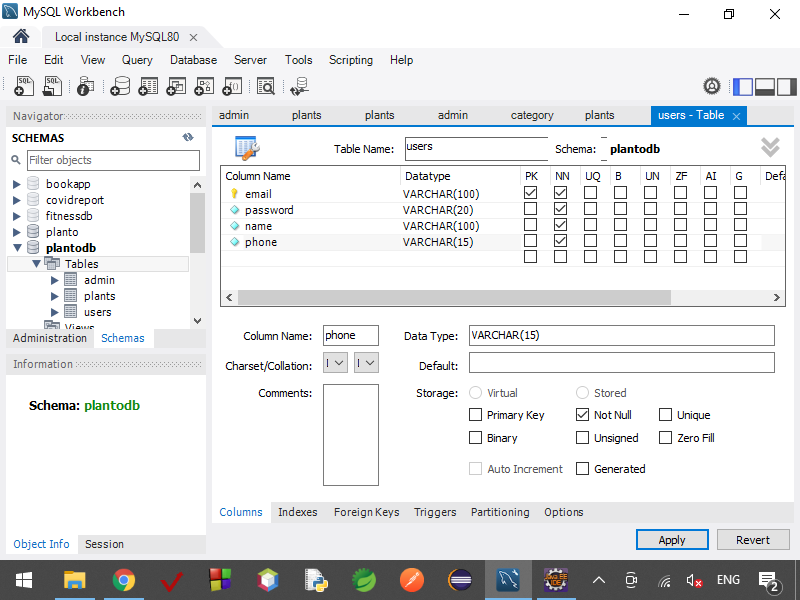 MySQL Workbench
Local instance MySQL80
File Edit View Query Database Server Tools Scripting Help
SQL SQL
Navigator
SCHEMAS
Filter objects
bookapp
covidreport
fitnessdb
planto
plantodb
Tables
admin
plants
users
Views
Administration Schemas
Information
Schema: plantodb
Object Info Session
admin plants plants admin category plants users - Table
Table Name: users Schema: plantodb
Column Name Datatype PK NN UQ B UN ZF AI G Defa
email VARCHAR(100)
password VARCHAR(20)
name VARCHAR(100)
phone VARCHAR(15)
Column Name: phone Data Type: VARCHAR(15)
Charset/Collation: Default:
Comments: Storage: Virtual Stored
Primary Key Not Null Unique
Binary Unsigned Zero Fill
Auto Increment Generated
Columns Indexes Foreign Keys Triggers Partitioning Options
Apply Revert
ENG 2